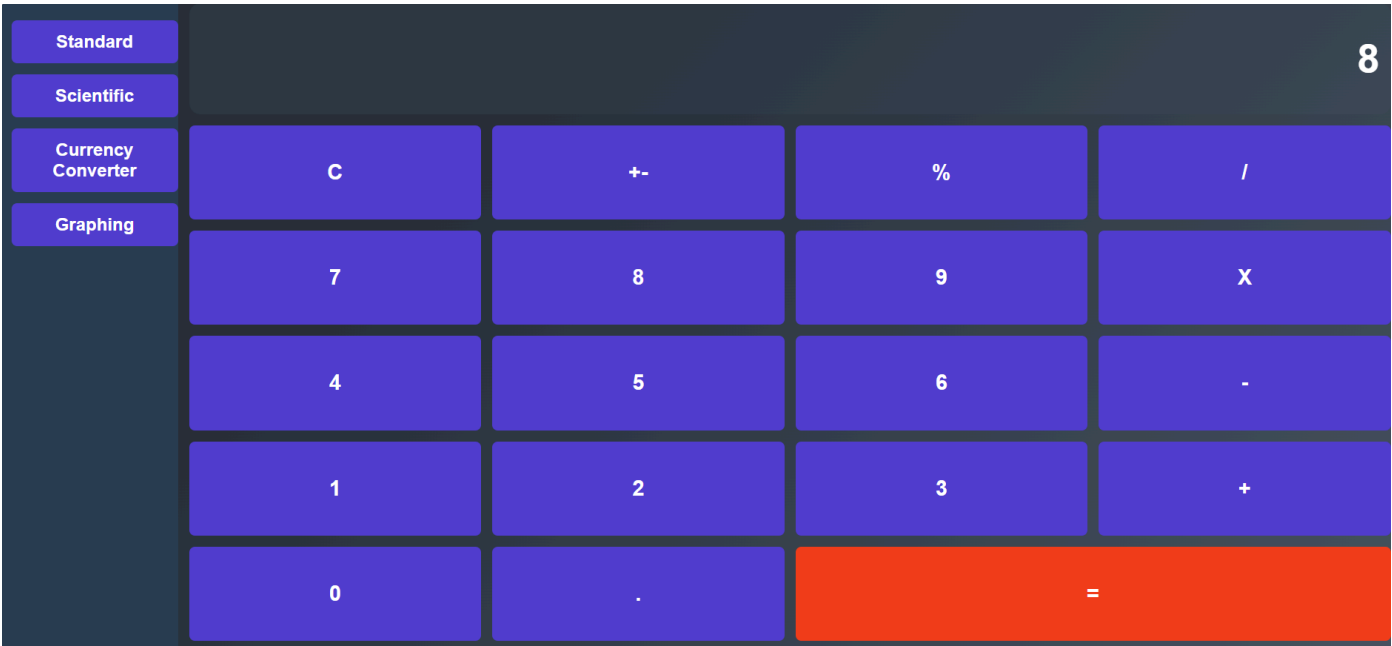 Standard
Scientific
Currency
Converter
Graphing
8
C +- % /
7 8 9 X
4 5 6 -
1 2 3 +
0 . =